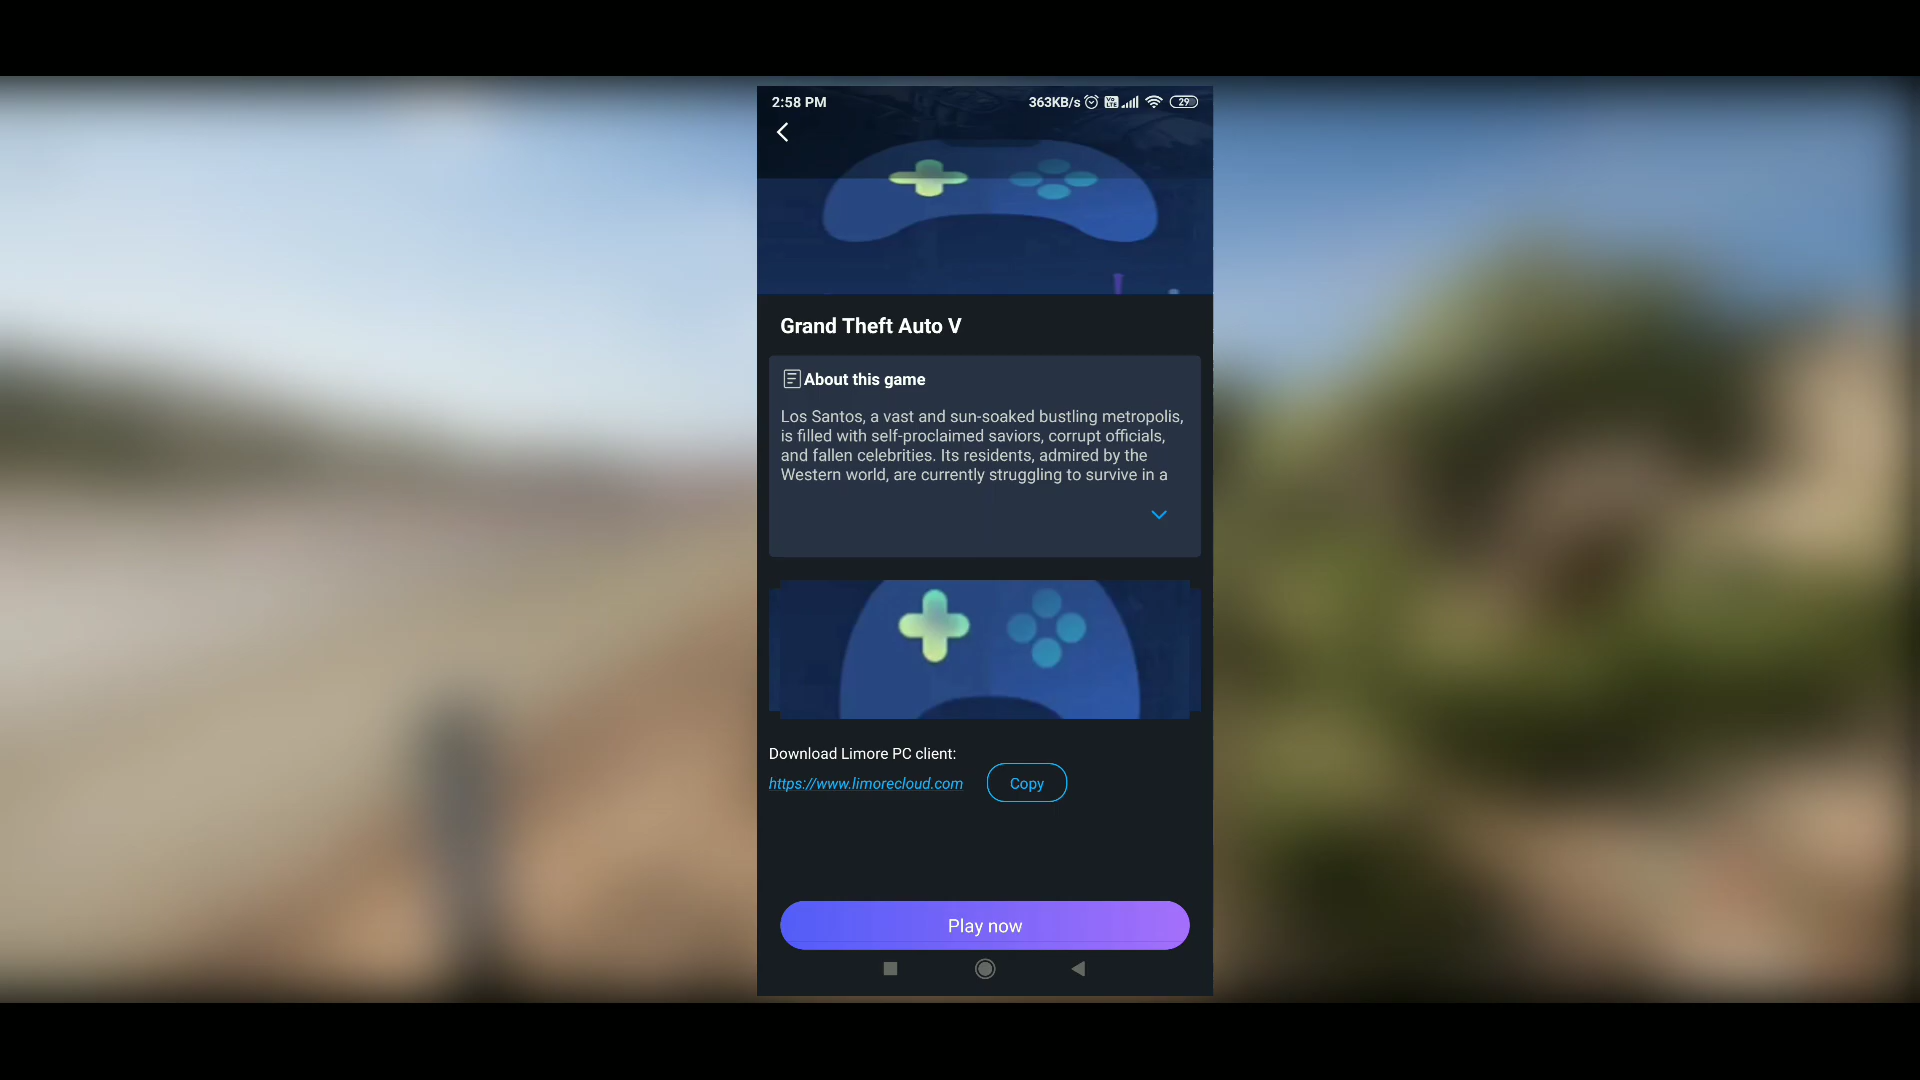 2:58 PM 363KB/s Vo LTE 29
Grand Theft Auto V
About this game
Los Santos, a vast and sun-soaked bustling metropolis,
is filled with self-proclaimed saviors, corrupt officials,
and fallen celebrities. Its residents, admired by the
Western world, are currently struggling to survive in a
Download Limore PC client:
https://www.limorecloud.com Copy
Play now